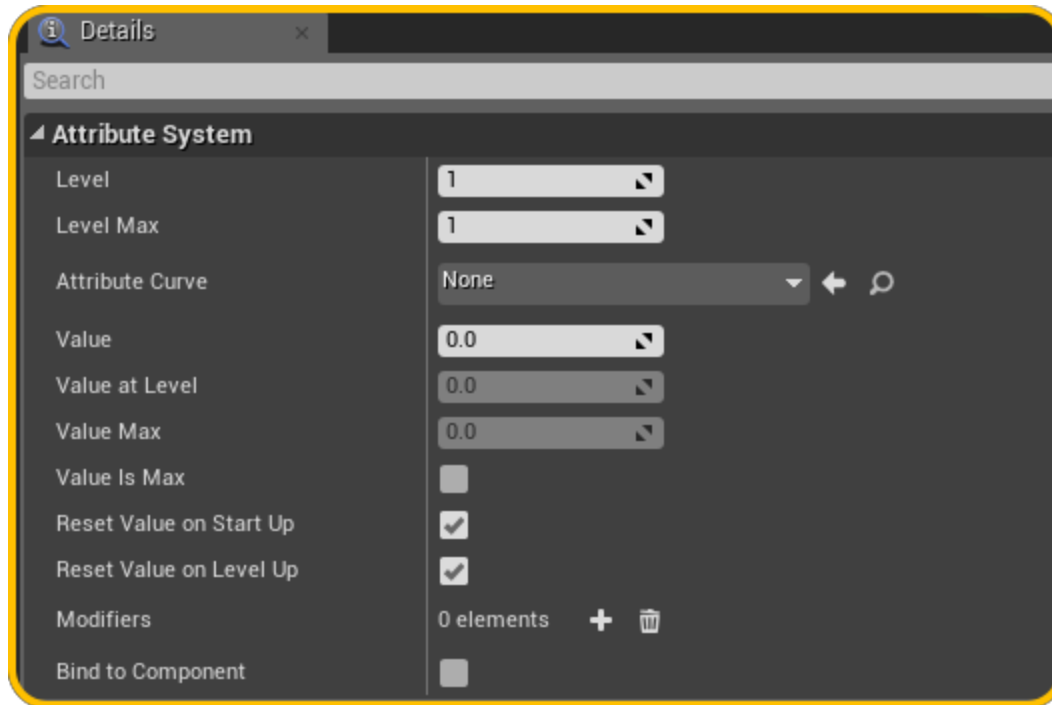 Details
Search
Attribute System
Level 1
Level Max 1
Attribute Curve None
Value 0.0
Value at Level 0.0
Value Max 0.0
Value Is Max
Reset Value on Start Up
Reset Value on Level Up
Modifiers 0 elements
Bind to Component